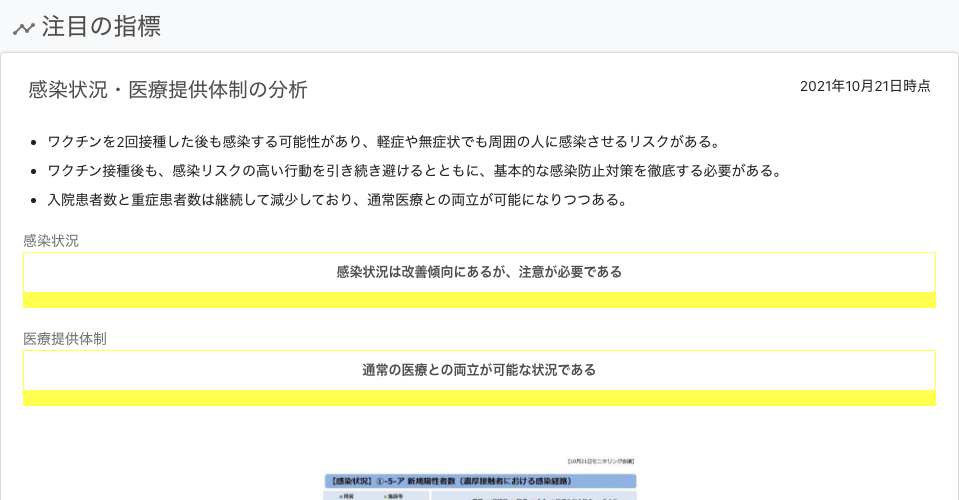 注目の指標
感染状況・医療提供体制の分析
2021年10月21日時点
ワクチンを2回接種した後も感染する可能性があり、軽症や無症状でも周囲の人に感染させるリスクがある。
ワクチン接種後も、感染リスクの高い行動を引き続き避けるとともに、基本的な感染防止対策を徹底する必要がある。
入院患者数と重症患者数は継続して減少しており、通常医療との両立が可能になりつつある。
感染状況
感染状況は改善傾向にあるが、注意が必要である
医療提供体制
通常の医療との両立が可能な状況である
【10月21日モニタリング会議】
【感染状況】①-5-ア 新規陽性者数（濃厚接触者における感染経路）